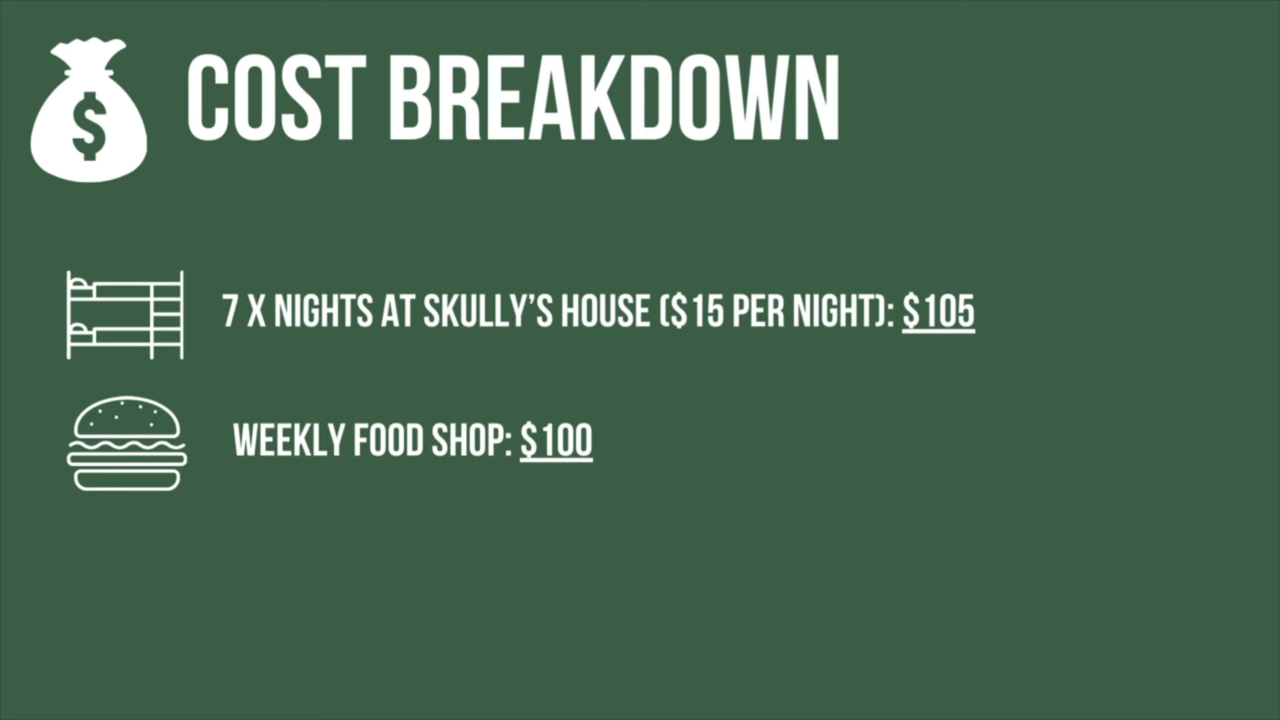 $
COST BREAKDOWN
7 X NIGHTS AT SKULLY’S HOUSE ($15 PER NIGHT): $105
WEEKLY FOOD SHOP: $100